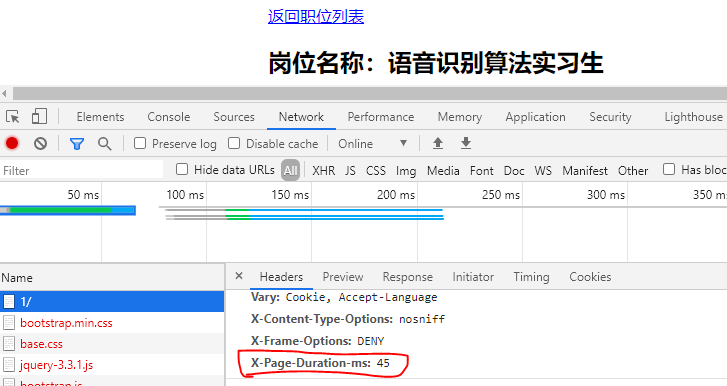 返回职位列表
岗位名称：语音识别算法实习生
Elements Console Sources Network Performance Memory Application Security Lighthouse
Preserve log Disable cache Online
Filter Hide data URLs All XHR JS CSS Img Media Font Doc WS Manifest Other Has bloc
50 ms 100 ms 150 ms 200 ms 250 ms 300 ms 350 m
Name × Headers Preview Response Initiator Timing Cookies
1/
bootstrap.min.css
base.css
jquery-3.3.1.js
bootstrap.js
Vary: Cookie, Accept-Language
X-Content-Type-Options: nosniff
X-Frame-Options: DENY
X-Page-Duration-ms: 45